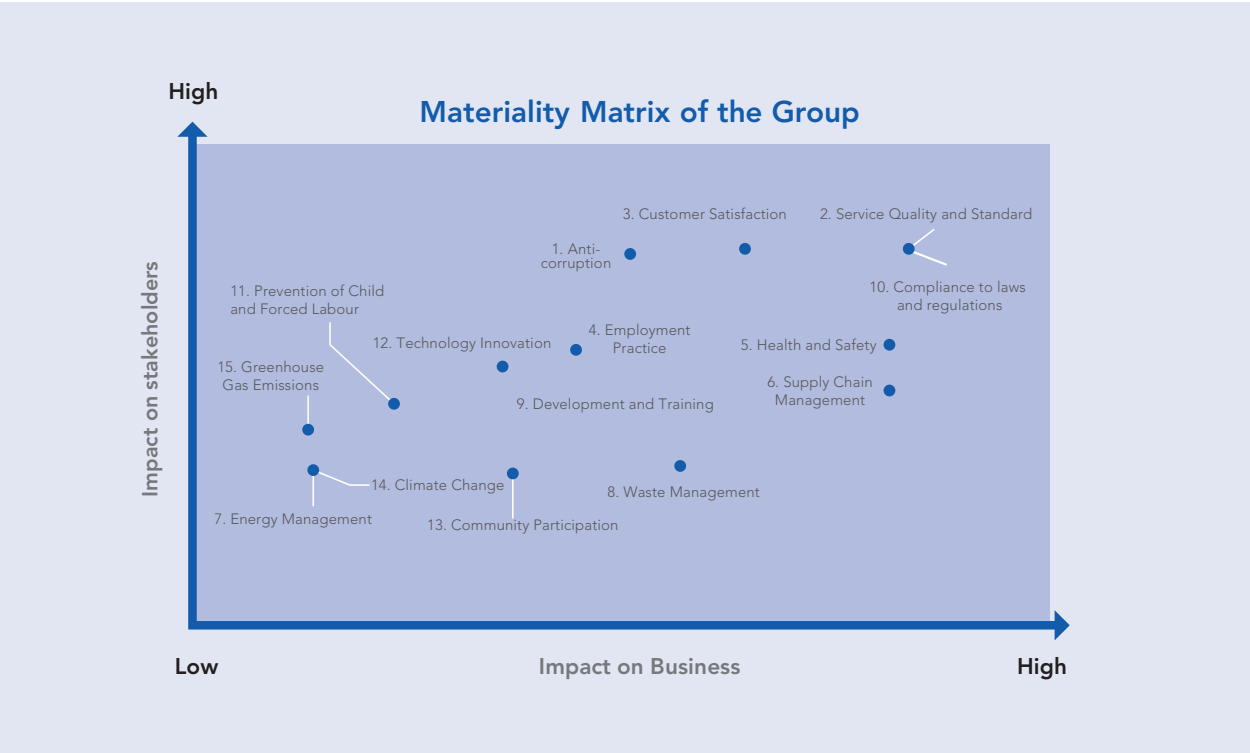 High
Materiality Matrix of the Group
3. Customer Satisfaction
2. Service Quality and Standard
1. Anti-
corruption
10. Compliance to laws
and regulations
11. Prevention of Child
and Forced Labour
12. Technology Innovation
4. Employment
Practice
5. Health and Safety
15. Greenhouse
Gas Emissions
6. Supply Chain
Management
9. Development and Training
14. Climate Change
8. Waste Management
7. Energy Management
13. Community Participation
Impact on stakeholders
Low
Impact on Business
High